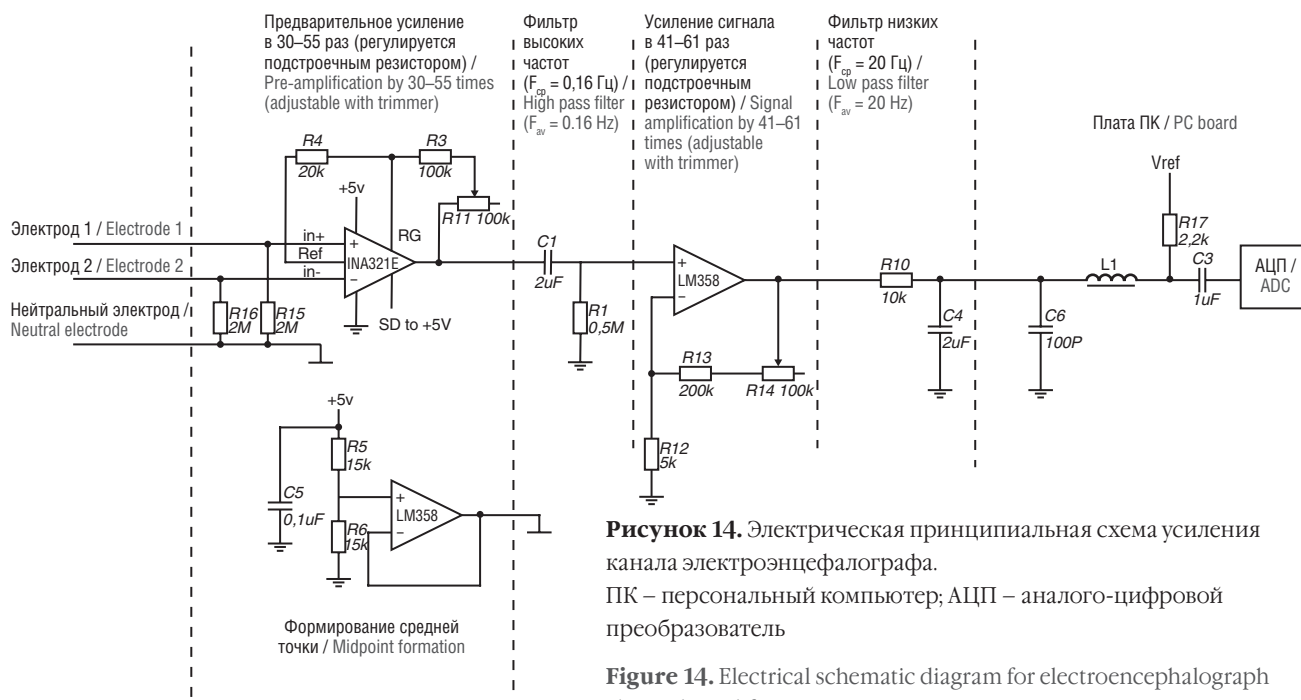 Предварительное усиление
в 30–55 раз (регулируется
подстроечным резистором) /
Pre-amplification by 30–55 times
(adjustable with trimmer)
Фильтр
высоких
частот
(Fср = 0,16 Гц) /
High pass filter
(Fav = 0.16 Hz)
Усиление сигнала
в 41–61 раз
(регулируется
подстроечным
резистором) / Signal
amplification by 41–61
times (adjustable
with trimmer)
Фильтр низких
частот
(Fср = 20 Гц) /
Low pass filter
(Fav = 20 Hz)
Плата ПК / PC board
Vref
R4
20k
R3
100k
+5v
R11 100k
Электрод 1 / Electrode 1
in+
+
RG
Ref
INA321E
Электрод 2 / Electrode 2
in-
−
Нейтральный электрод /
Neutral electrode
R16
2M
R15
2M
SD to +5V
C1
2uF
R1
0,5M
+
LM358
−
R13
200k
R14 100k
R12
5k
R10
10k
C4
2uF
C6
100P
L1
R17
2,2k
C3
1uF
АЦП /
ADC
+5v
R5
15k
C5
0,1uF
R6
15k
+
LM358
−
Формирование средней
точки / Midpoint formation
Рисунок 14. Электрическая принципиальная схема усиления
канала электроэнцефалографа.
ПК – персональный компьютер; АЦП – аналого-цифровой
преобразователь
Figure 14. Electrical schematic diagram for electroencephalograph